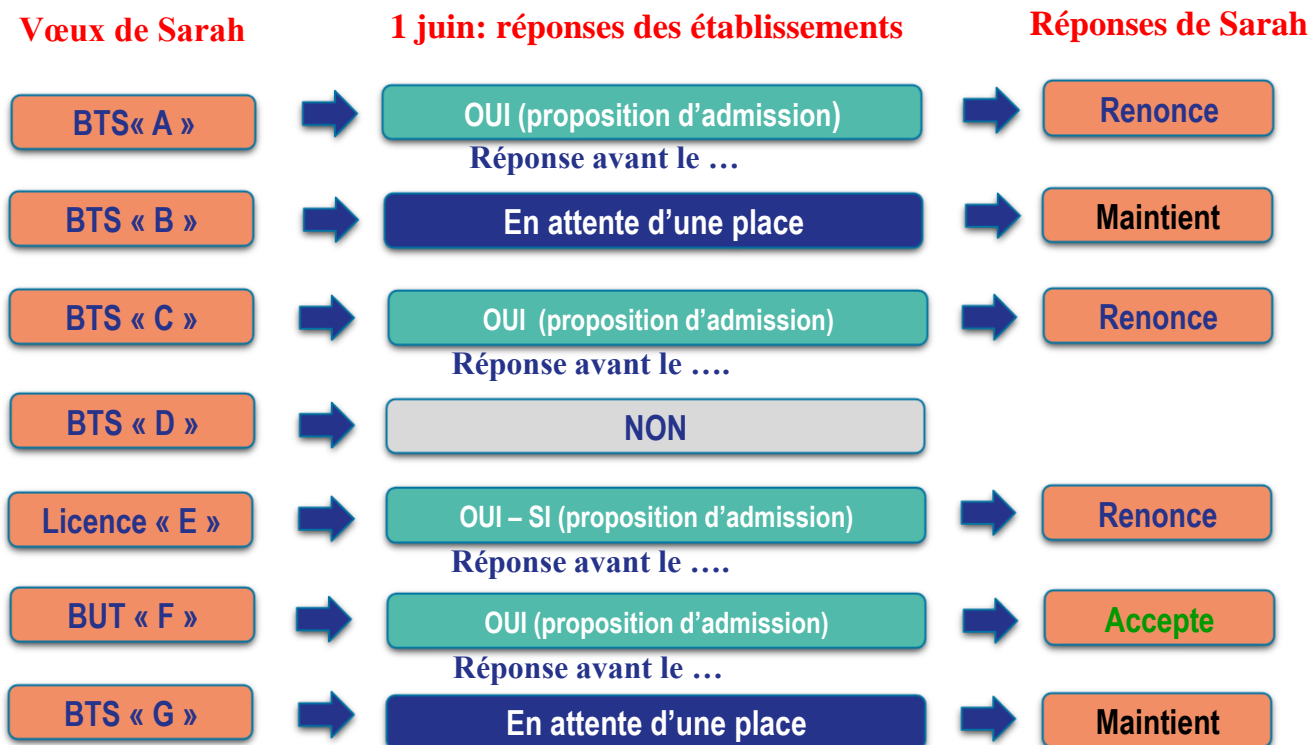 Vœux de Sarah
1 juin: réponses des établissements
Réponses de Sarah
BTS« A »
OUI (proposition d’admission)
Renonce
Réponse avant le …
BTS « B »
En attente d’une place
Maintient
BTS « C »
OUI (proposition d’admission)
Renonce
Réponse avant le ….
BTS « D »
NON
Licence « E »
OUI – SI (proposition d’admission)
Renonce
Réponse avant le ….
BUT « F »
OUI (proposition d’admission)
Accepte
Réponse avant le …
BTS « G »
En attente d’une place
Maintient